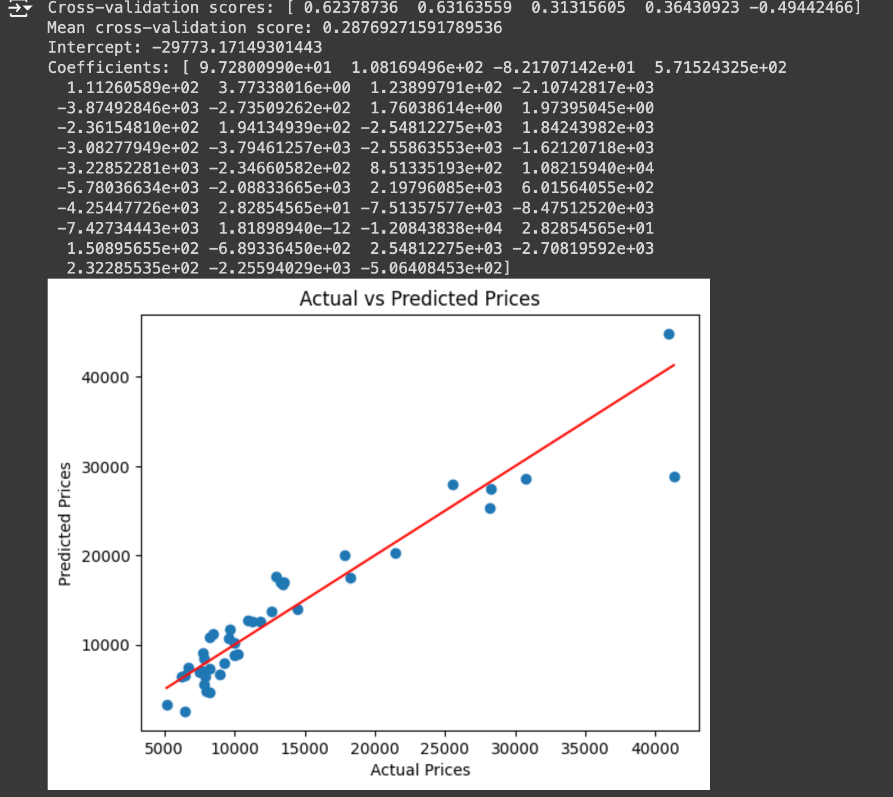 Cross-validation scores: [ 0.62378736  0.63163559  0.31315605  0.36430923 -0.49442466]
Mean cross-validation score: 0.28769271591789536
Intercept: -29773.17149301443
Coefficients: [ 9.72800990e+01  1.08169496e+02 -8.21707142e+01  5.71524325e+02
  1.11260589e+02  3.77338016e+00  1.23899791e+02 -2.10742817e+03
 -3.87492846e+03 -2.73509262e+02  1.76038614e+00  1.97395045e+00
 -2.36154810e+02  1.94134939e+02 -2.54812275e+03  1.84243982e+03
 -3.08277949e+02 -3.79461257e+03 -2.55863553e+03 -1.62120718e+03
 -3.22852281e+03 -2.34660582e+02  8.51335193e+02  1.08215940e+04
 -5.78036634e+03 -2.08833665e+03  2.19796085e+03  6.01564055e+02
 -4.25447726e+03  2.82854565e+01 -7.51357577e+03 -8.47512520e+03
 -7.42734443e+03  1.81898940e-12 -1.20843838e+04  2.82854565e+01
  1.50895655e+02 -6.89336450e+02  2.54812275e+03 -2.70819592e+03
  2.32285535e+02 -2.25594029e+03 -5.06408453e+02]
Actual vs Predicted Prices
40000
30000
20000
10000
Predicted Prices
5000 10000 15000 20000 25000 30000 35000 40000
Actual Prices